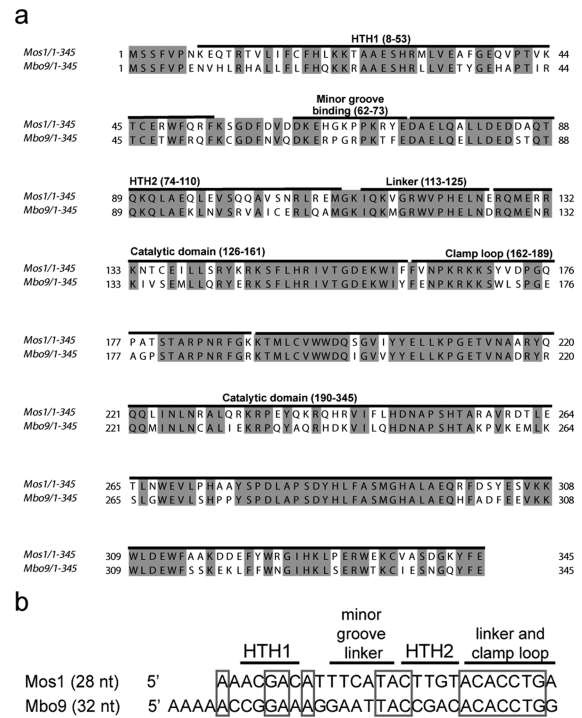 a
HTH1 (8-53)
Mos1/1-345 1 MSSFVPNKEQTRTVLIFCFHLKKTAAESHRMLVEAFGEQVPTVK 44
Mbo9/1-345 1 MSSFVPENVHLRHALLFLFHQKKRAAESHRLLVETYGEHAPTIR 44
Minor groove
binding (62-73)
Mos1/1-345 45 TCERWFQRFKSGDFDVDDKEHGKPPKRYEDAELQALLDEDDAQT 88
Mbo9/1-345 45 TCETWFRQFKCGDFNVQDKERPGRPKTFEDAELQELLDEDSTQT 88
HTH2 (74-110) Linker (113-125)
Mos1/1-345 89 QKQLAEQLEVSQQAVSNRLREMGKIQKVGRWVPHELNERQMERR 132
Mbo9/1-345 89 QKQLAEKLNVSRVAICERLQAMGKIQKMGRWVPHELNDRQMENR 132
Catalytic domain (126-161) Clamp loop (162-189)
Mos1/1-345 133 KNTCEILLSRYKRKSFLHRIVTGDEKWIFFVNPKRKKSYVDPGQ 176
Mbo9/1-345 133 KIVSEMLLQRYERKSFLHRIVTGDEKWIYFENPKRKKSWLSPGE 176
Mos1/1-345 177 PATSTARPNRFGKKTMLCVWWDQSGVIYYELLKPGETVNAARYQ 220
Mbo9/1-345 177 AGPSTARPNRFGRKTMLCVWWDQIGVVYYELLKPGETVNADRYR 220
Catalytic domain (190-345)
Mos1/1-345 221 QQLINLNRALQRKRPEYQKRQHRVIFLHDNAPSHTARAVRDTLE 264
Mbo9/1-345 221 QQMINLNCALIEKRPQYAQRHDKVILQHDNAPSHTAKPVKEMLK 264
Mos1/1-345 265 TLNWEVLPHAAYSPDLAPSDYHLFASMGHALAEQRFDSYESVKK 308
Mbo9/1-345 265 SLGWEVLSHPPYSPDLAPSDYHLFASMGHALAEQHFADFEEVKK 308
Mos1/1-345 309 WLDEWFAAKDDEFYWRGIHKLPERWEKCVASDGKYFE 345
Mbo9/1-345 309 WLDEWFSSKEKLFFWNGIHKLSERWTKCIESNGQYFE 345
b
HTH1 minor groove linker HTH2 linker and clamp loop
Mos1 (28 nt) 5' AAACGACATTTCATACTTGTACACCTGA
Mbo9 (32 nt) 5' AAAAACCGGAAAGGAATTACCGACACACCTGG